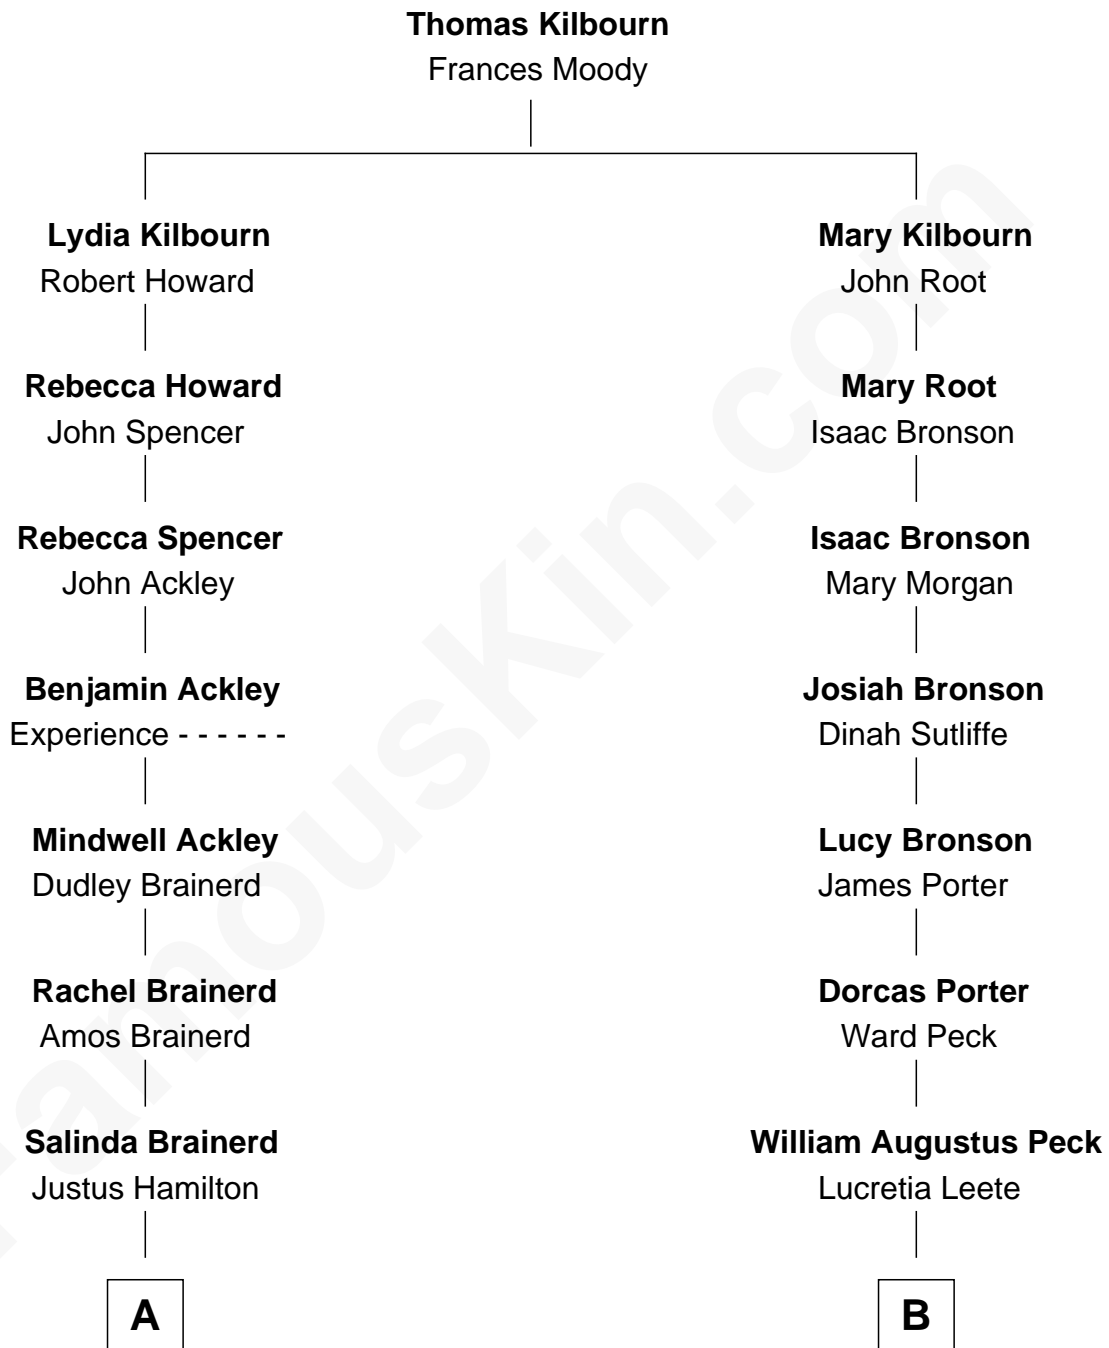 Thomas Kilbourn
Frances Moody
Lydia Kilbourn
Robert Howard
Rebecca Howard
John Spencer
Rebecca Spencer
John Ackley
Benjamin Ackley
Experience - - - - - -
Mindwell Ackley
Dudley Brainerd
Rachel Brainerd
Amos Brainerd
Salinda Brainerd
Justus Hamilton
A
Mary Kilbourn
John Root
Mary Root
Isaac Bronson
Isaac Bronson
Mary Morgan
Josiah Bronson
Dinah Sutliffe
Lucy Bronson
James Porter
Dorcas Porter
Ward Peck
William Augustus Peck
Lucretia Leete
B
FamousKin.com